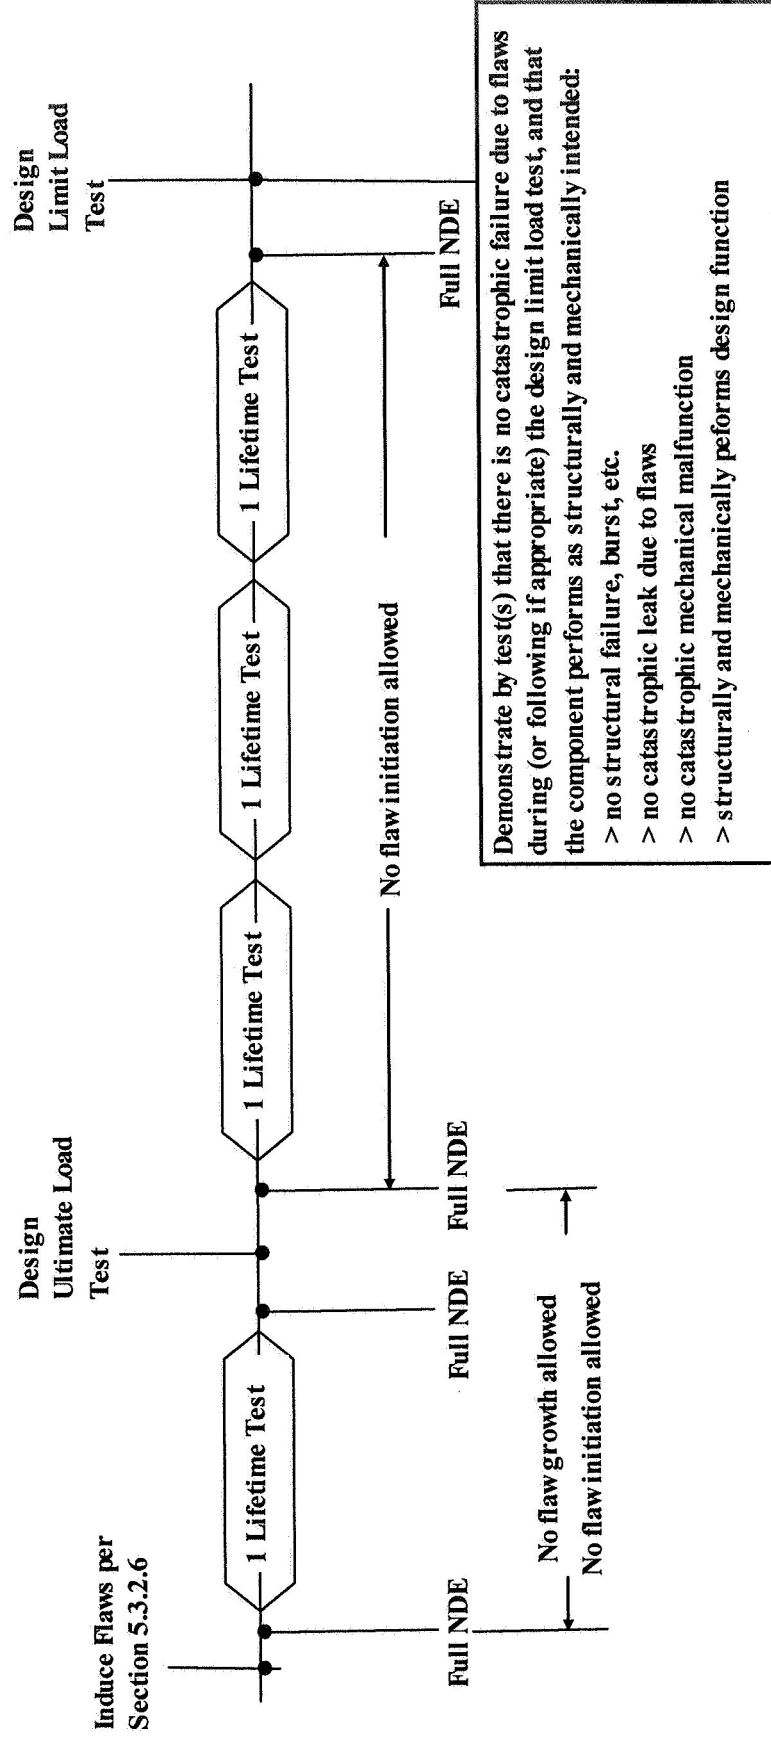 Induce Flaws per
Section 5.3.2.6
Design
Ultimate Load
Test
Design
Limit Load
Test
1 Lifetime Test
1 Lifetime Test
1 Lifetime Test
1 Lifetime Test
Full NDE
Full NDE
Full NDE
Full NDE
No flaw growth allowed
No flaw initiation allowed
No flaw initiation allowed
Demonstrate by test(s) that there is no catastrophic failure due to flaws
during (or following if appropriate) the design limit load test, and that
the component performs as structurally and mechanically intended:
> no structural failure, burst, etc.
> no catastrophic leak due to flaws
> no catastrophic mechanical malfunction
> structurally and mechanically peforms design function